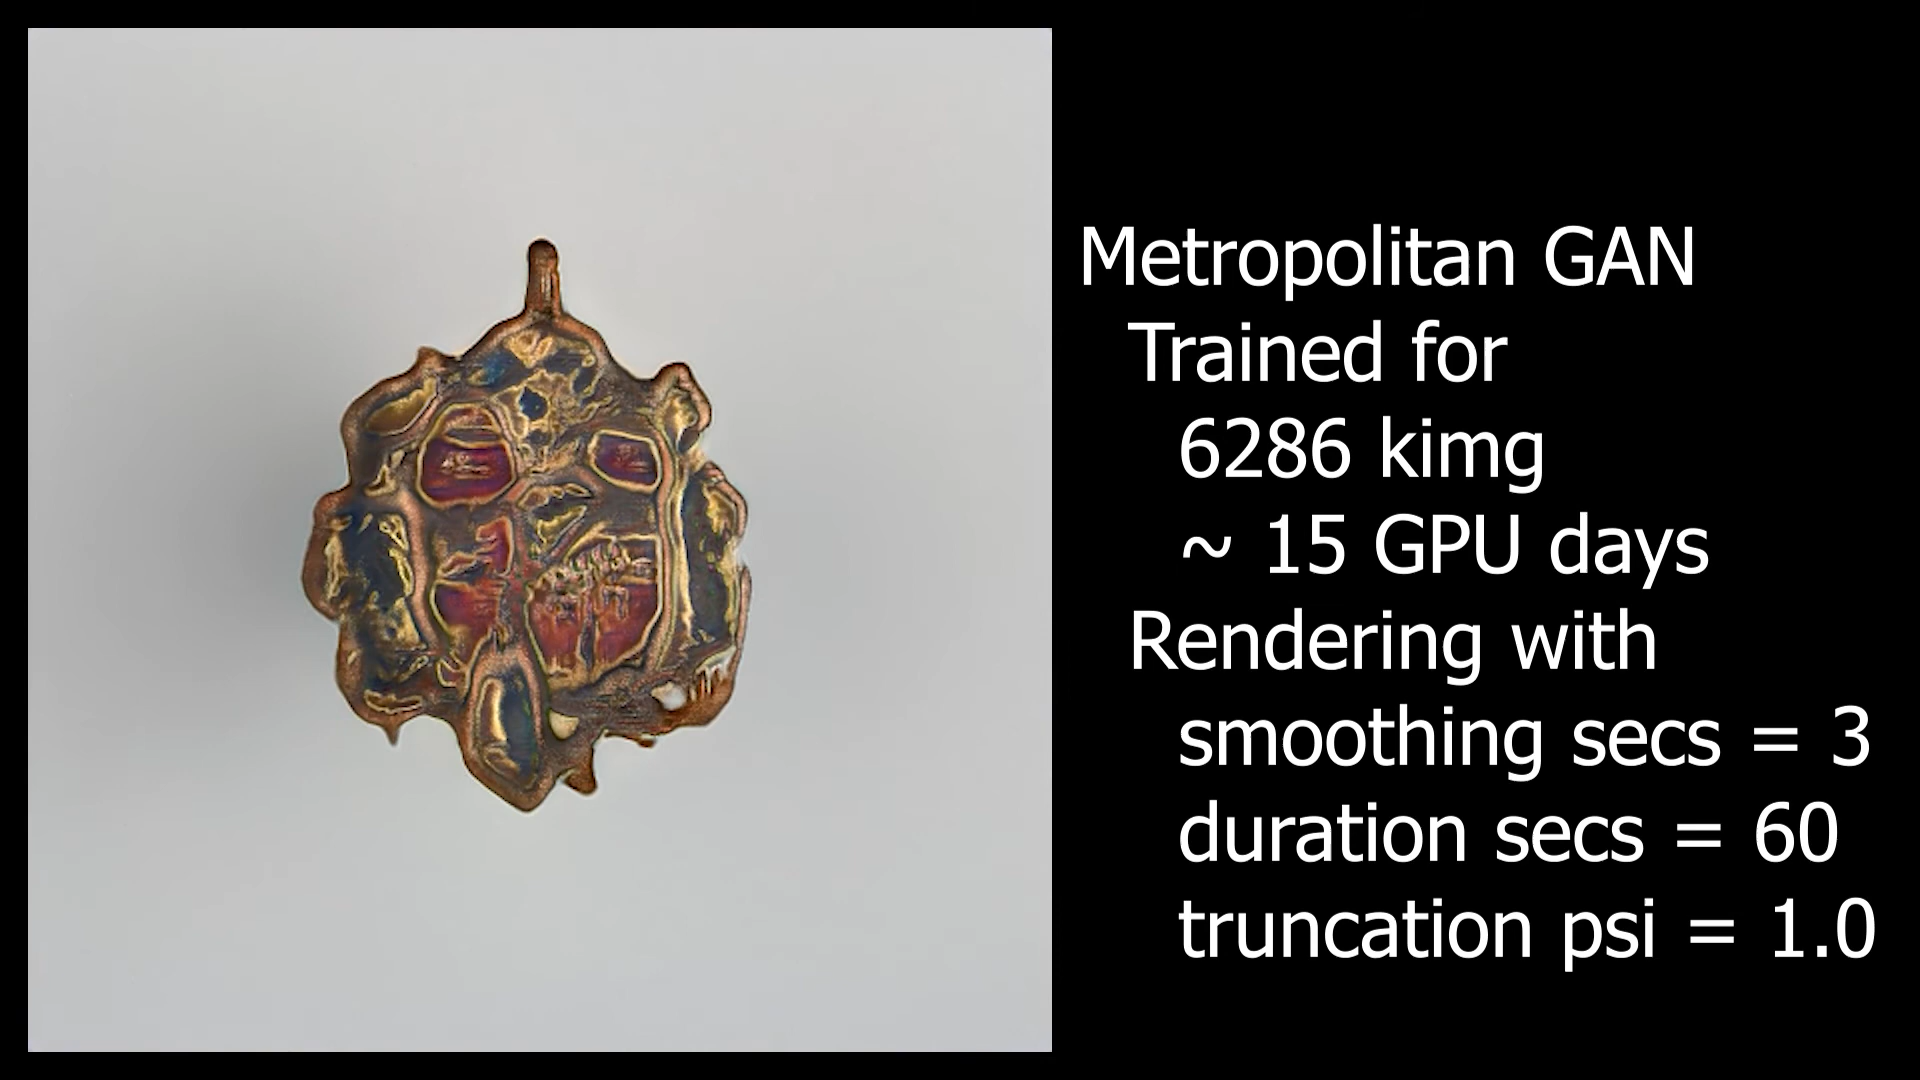 Metropolitan GAN
Trained for
6286 kimg
~ 15 GPU days
Rendering with
smoothing secs = 3
duration secs = 60
truncation psi = 1.0